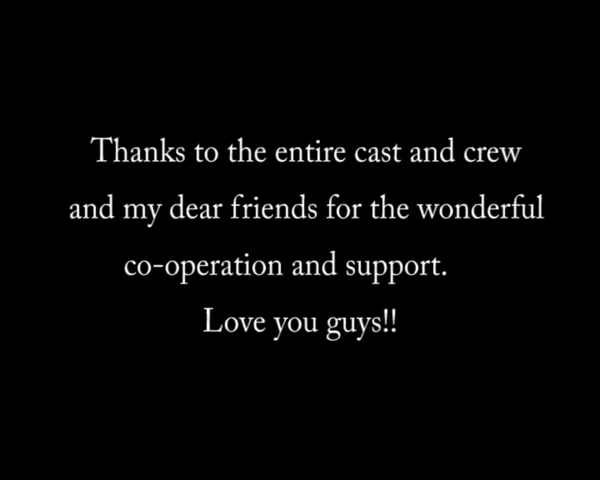 Thanks to the entire cast and crew
and my dear friends for the wonderful
co-operation and support.
Love you guys!!